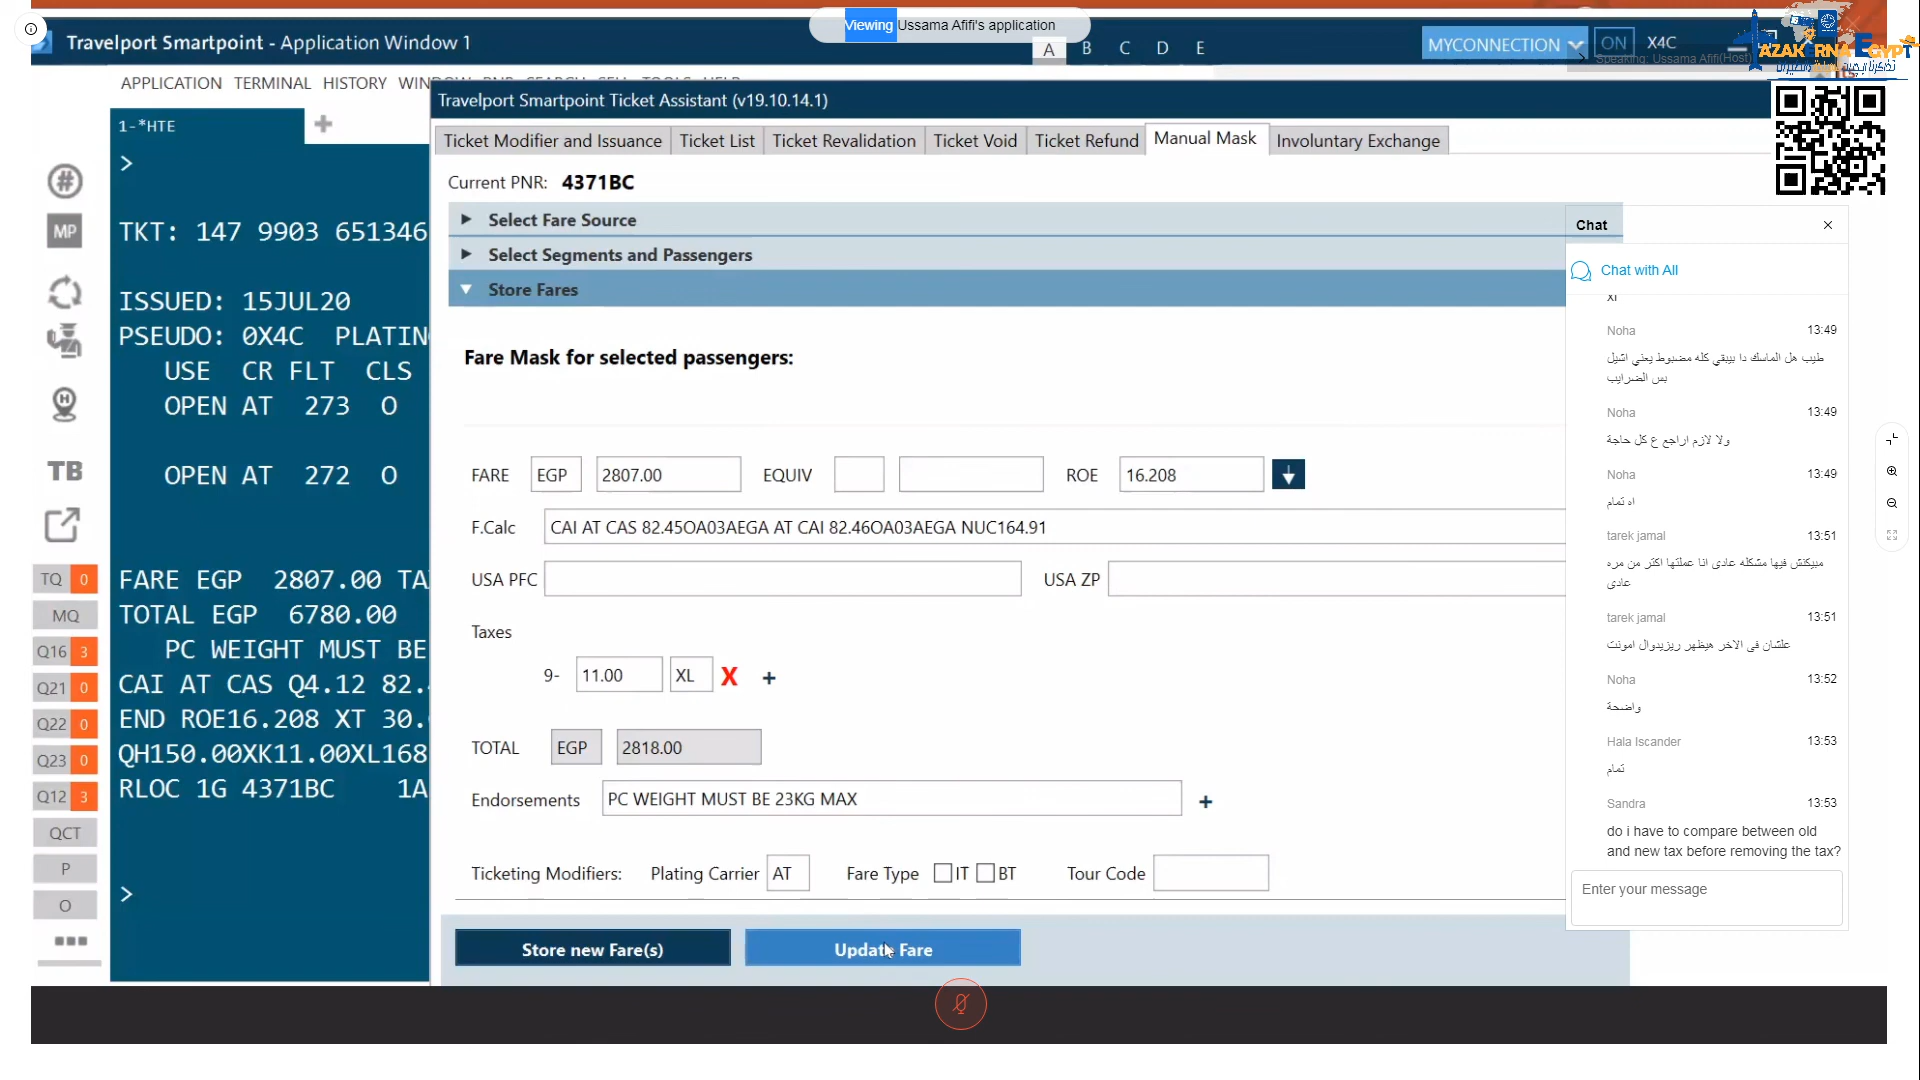 Viewing Ussama Afifi's application
Travelport Smartpoint - Application Window 1
A B C D E
MYCONNECTION ON X4C
Speaking: Ussama Afifi(Host)
AZAKERNA EGYPT
APPLICATION TERMINAL HISTORY
Travelport Smartpoint Ticket Assistant (v19.10.14.1)
1-*HTE
Ticket Modifier and Issuance Ticket List Ticket Revalidation Ticket Void Ticket Refund Manual Mask Involuntary Exchange
>
Current PNR: 4371BC
Select Fare Source
Select Segments and Passengers
Store Fares
Fare Mask for selected passengers:
FARE EGP 2807.00 EQUIV ROE 16.208
F.Calc CAI AT CAS 82.45OA03AEGA AT CAI 82.46OA03AEGA NUC164.91
USA PFC USA ZP
Taxes
9- 11.00 XL X +
TOTAL EGP 2818.00
Endorsements PC WEIGHT MUST BE 23KG MAX +
Ticketing Modifiers: Plating Carrier AT Fare Type IT BT Tour Code
Store new Fare(s) Update Fare
MP
TB
TQ 0
MQ
Q16 3
Q21 0
Q22 0
Q23 0
Q12 3
QCT
P
O
TKT: 147 9903 651346
ISSUED: 15JUL20
PSEUDO: 0X4C PLATIN
USE CR FLT CLS
OPEN AT 273 O
OPEN AT 272 O
FARE EGP 2807.00
TOTAL EGP 6780.00
PC WEIGHT MUST BE
CAI AT CAS Q4.12 82.
END ROE16.208 XT 30.
QH150.00XK11.00XL168
RLOC 1G 4371BC 1A
>
Chat
Chat with All
XI
Noha 13:49
طيب هل الماسك دا بيبقي كله مضبوط يعني اشيل
بس الضرايب
Noha 13:49
ولا لازم اراجع ع كل حاجة
Noha 13:49
اه تمام
tarek jamal 13:51
مبيكنش فيها مشكله عادى انا عملتها اكتر من مره
عادى
tarek jamal 13:51
علشان فى الاخر هيظهر ريزيدوال امونت
Noha 13:52
واضحة
Hala Iscander 13:53
تمام
Sandra 13:53
do i have to compare between old
and new tax before removing the tax?
Enter your message